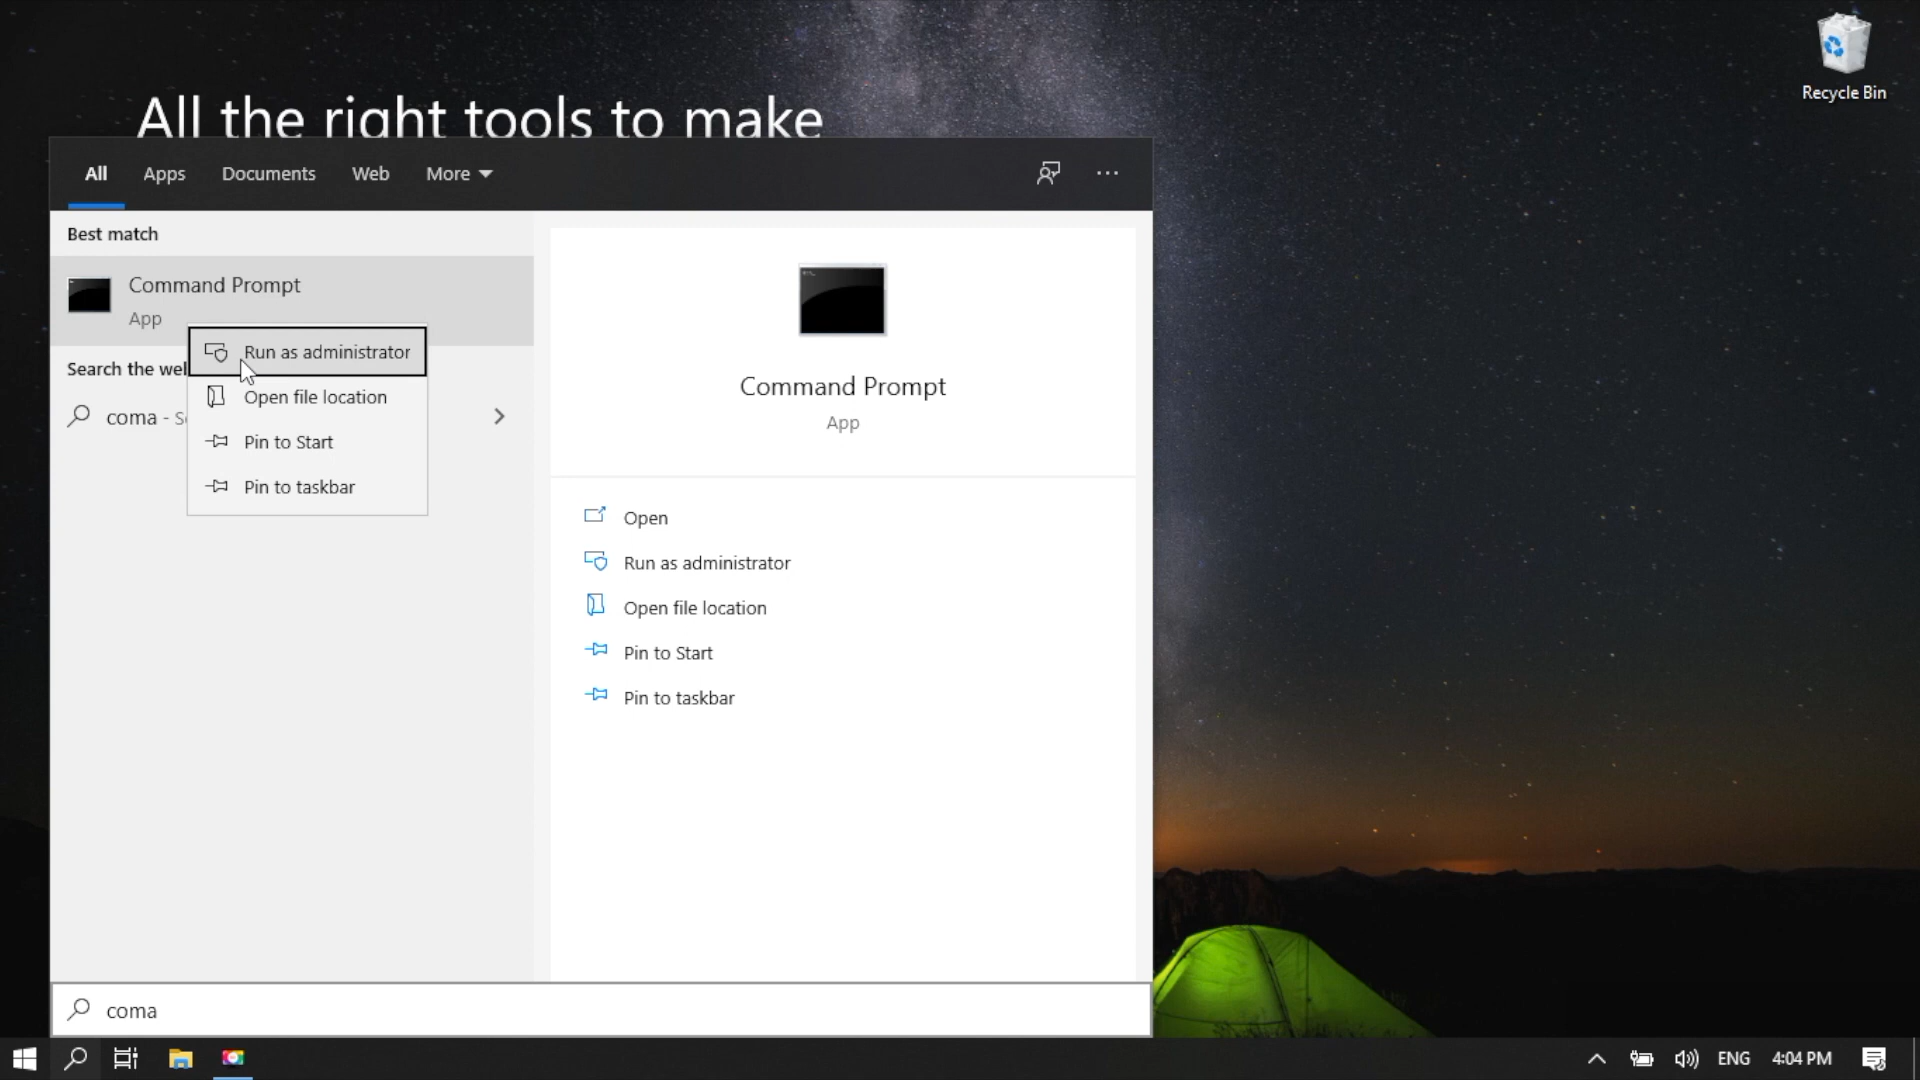 Recycle Bin
All the right tools to make
All Apps Documents Web More
Best match
Command Prompt
App
Run as administrator
Search the we
Open file location
coma - S
Pin to Start
Pin to taskbar
Command Prompt
App
Open
Run as administrator
Open file location
Pin to Start
Pin to taskbar
coma
ENG 4:04 PM